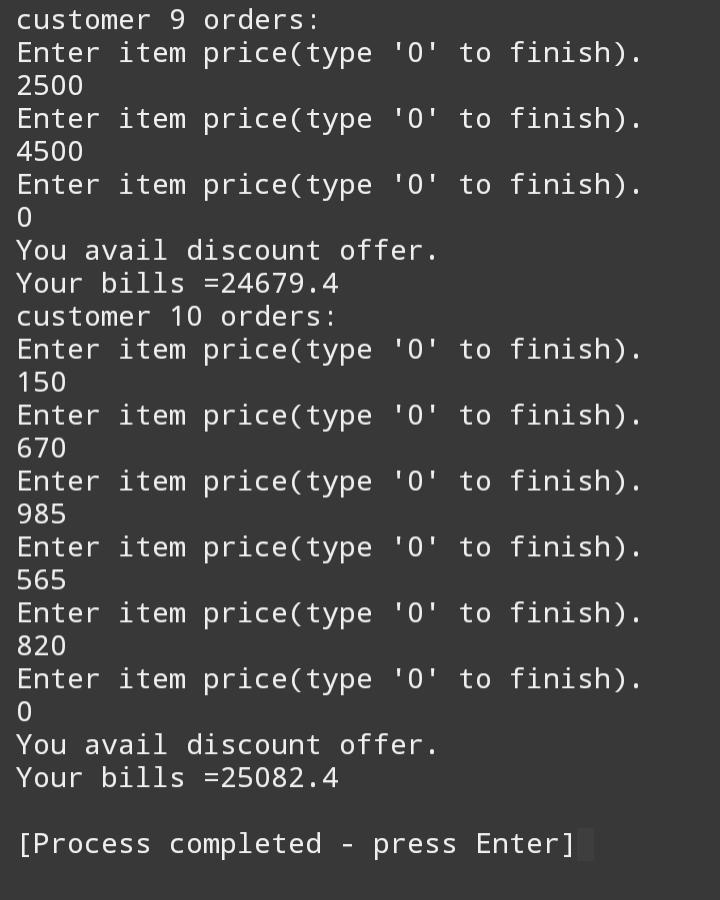 customer 9 orders:
Enter item price(type '0' to finish).
2500
Enter item price(type '0' to finish).
4500
Enter item price(type '0' to finish).
0
You avail discount offer.
Your bills =24679.4
customer 10 orders:
Enter item price(type '0' to finish).
150
Enter item price(type '0' to finish).
670
Enter item price(type '0' to finish).
985
Enter item price(type '0' to finish).
565
Enter item price(type '0' to finish).
820
Enter item price(type '0' to finish).
0
You avail discount offer.
Your bills =25082.4
[Process completed - press Enter]